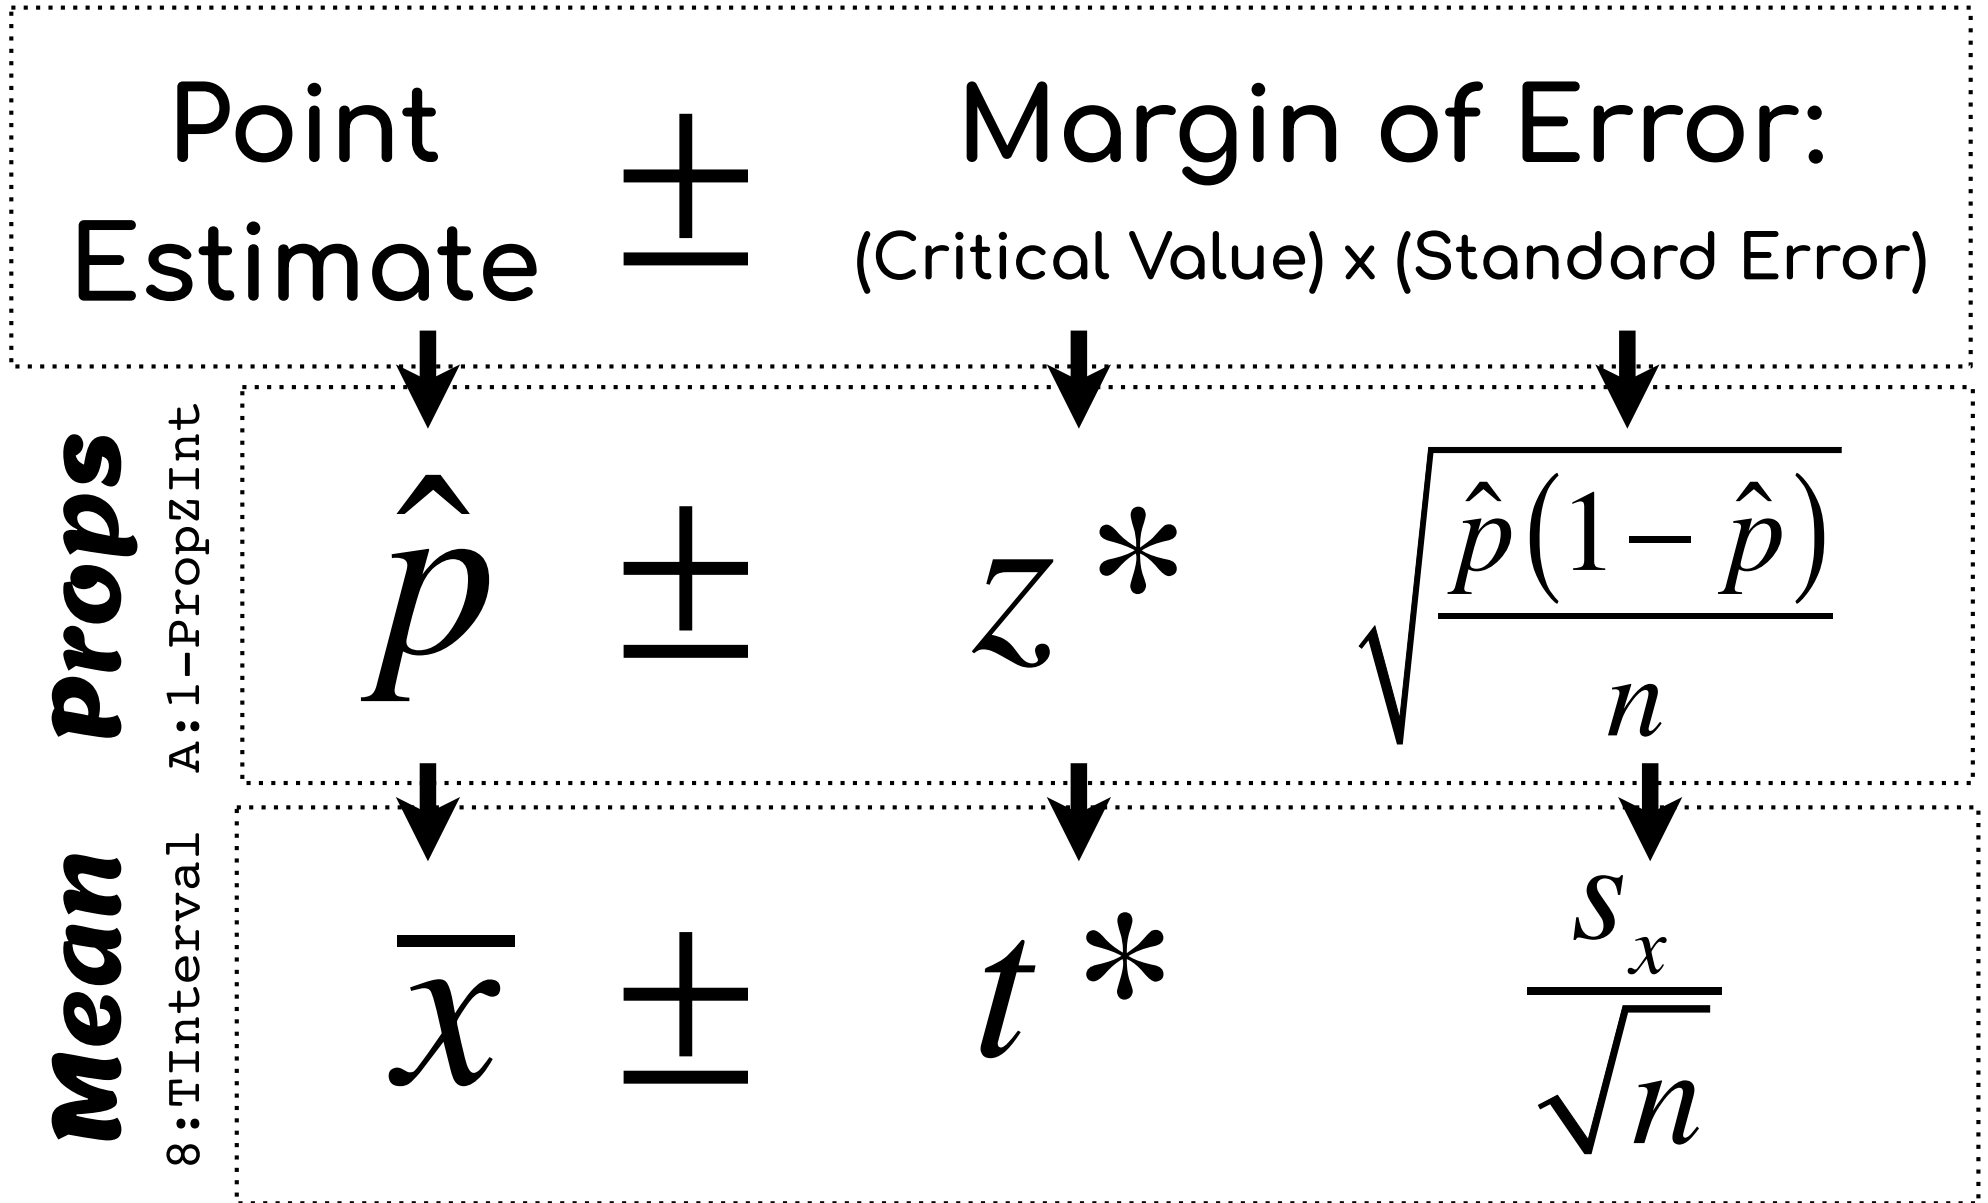 Point Estimate ± Margin of Error:
(Critical Value) x (Standard Error)
Props
A:1-PropZInt
p̂ ± z* √(p̂(1− p̂)/n)
Mean
8:TInterval
x̄ ± t* sₓ/√n